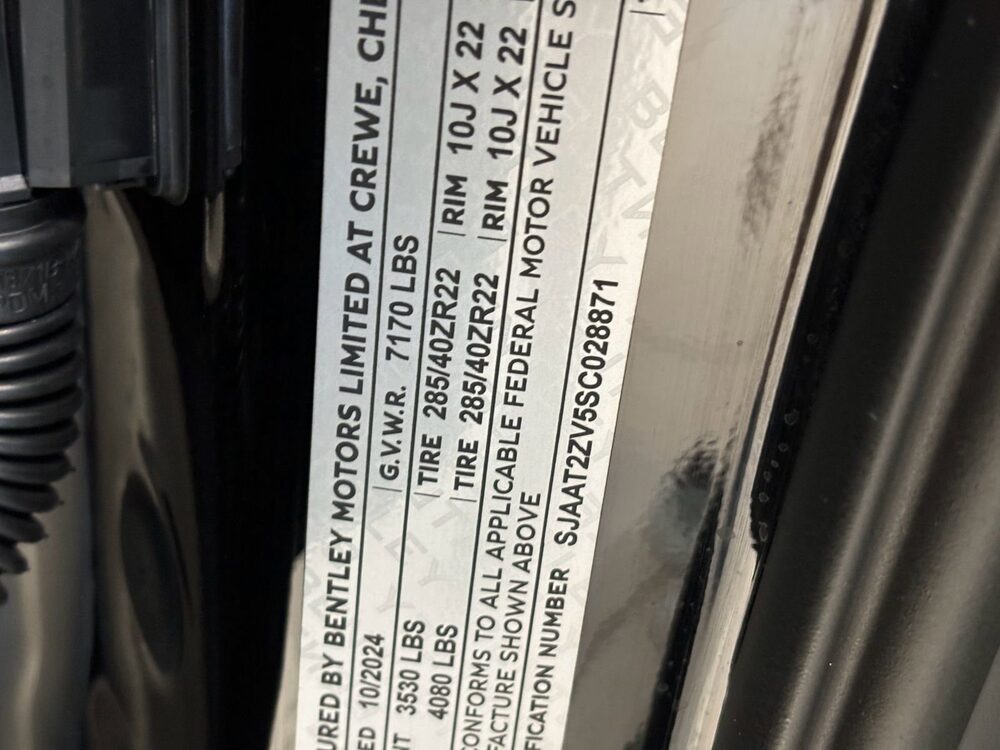 URED BY BENTLEY MOTORS LIMITED AT CREWE, CHE
ED 10/2024 G.V.W.R. 7170 LBS
NT 3530 LBS TIRE 285/40ZR22 RIM 10J X 22
4080 LBS TIRE 285/40ZR22 RIM 10J X 22
CONFORMS TO ALL APPLICABLE FEDERAL MOTOR VEHICLE S
FACTURE SHOWN ABOVE
FICATION NUMBER SJAAT2ZV5SC028871